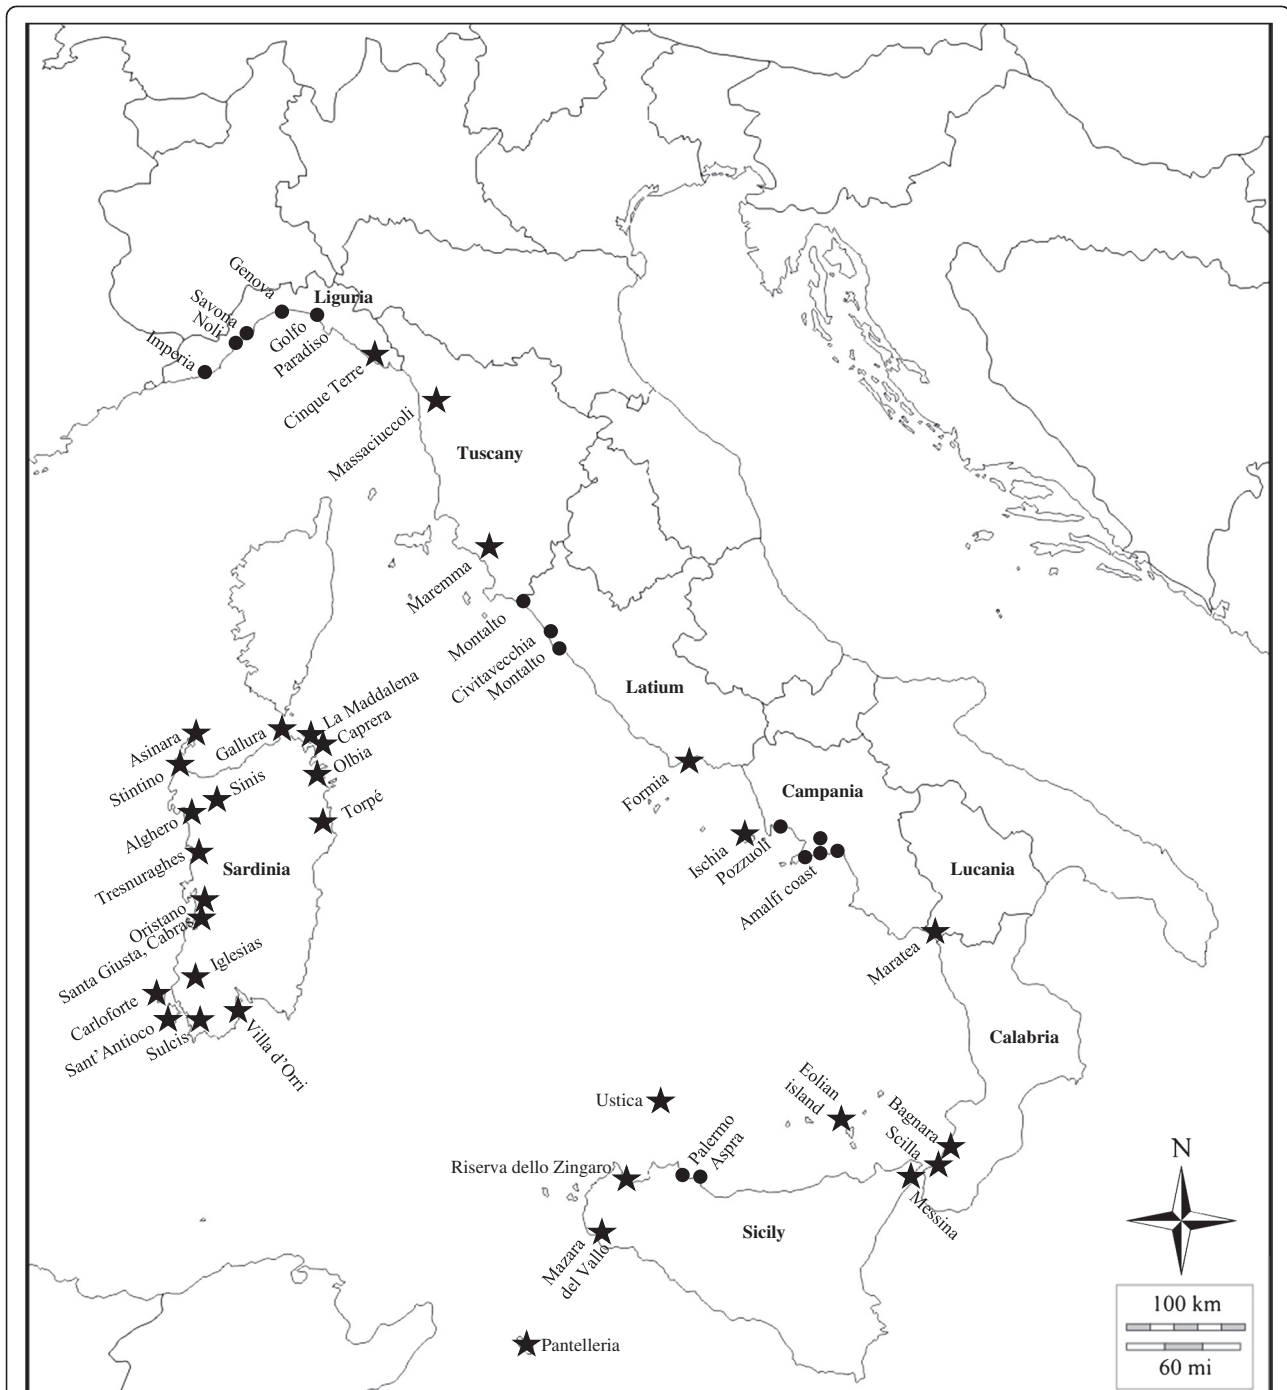 Genova
Liguria
Savona
Noli
Golfo
Paradiso
Imperia
Cinque Terre
Massaciuccoli
Tuscany
Maremma
Montalto
Civitavecchia
Montalto
Latium
La Maddalena
Caprera
Asinara
Gallura
Olbia
Stintino
Sinis
Formia
Campania
Torpé
Alghero
Ischia
Pozzuoli
Tresnuraghes
Sardinia
Amalfi coast
Lucania
Oristano
Santa Giusta, Cabras
Maratea
Iglesias
Carloforte
Sant'Antioco
Sulcis
Villa d'Orri
Calabria
Eolian
island
Ustica
Bagnara
Scilla
Palermo
Aspra
Riserva dello Zingaro
Messina
N
Sicily
Mazara
del Vallo
100 km
60 mi
Pantelleria